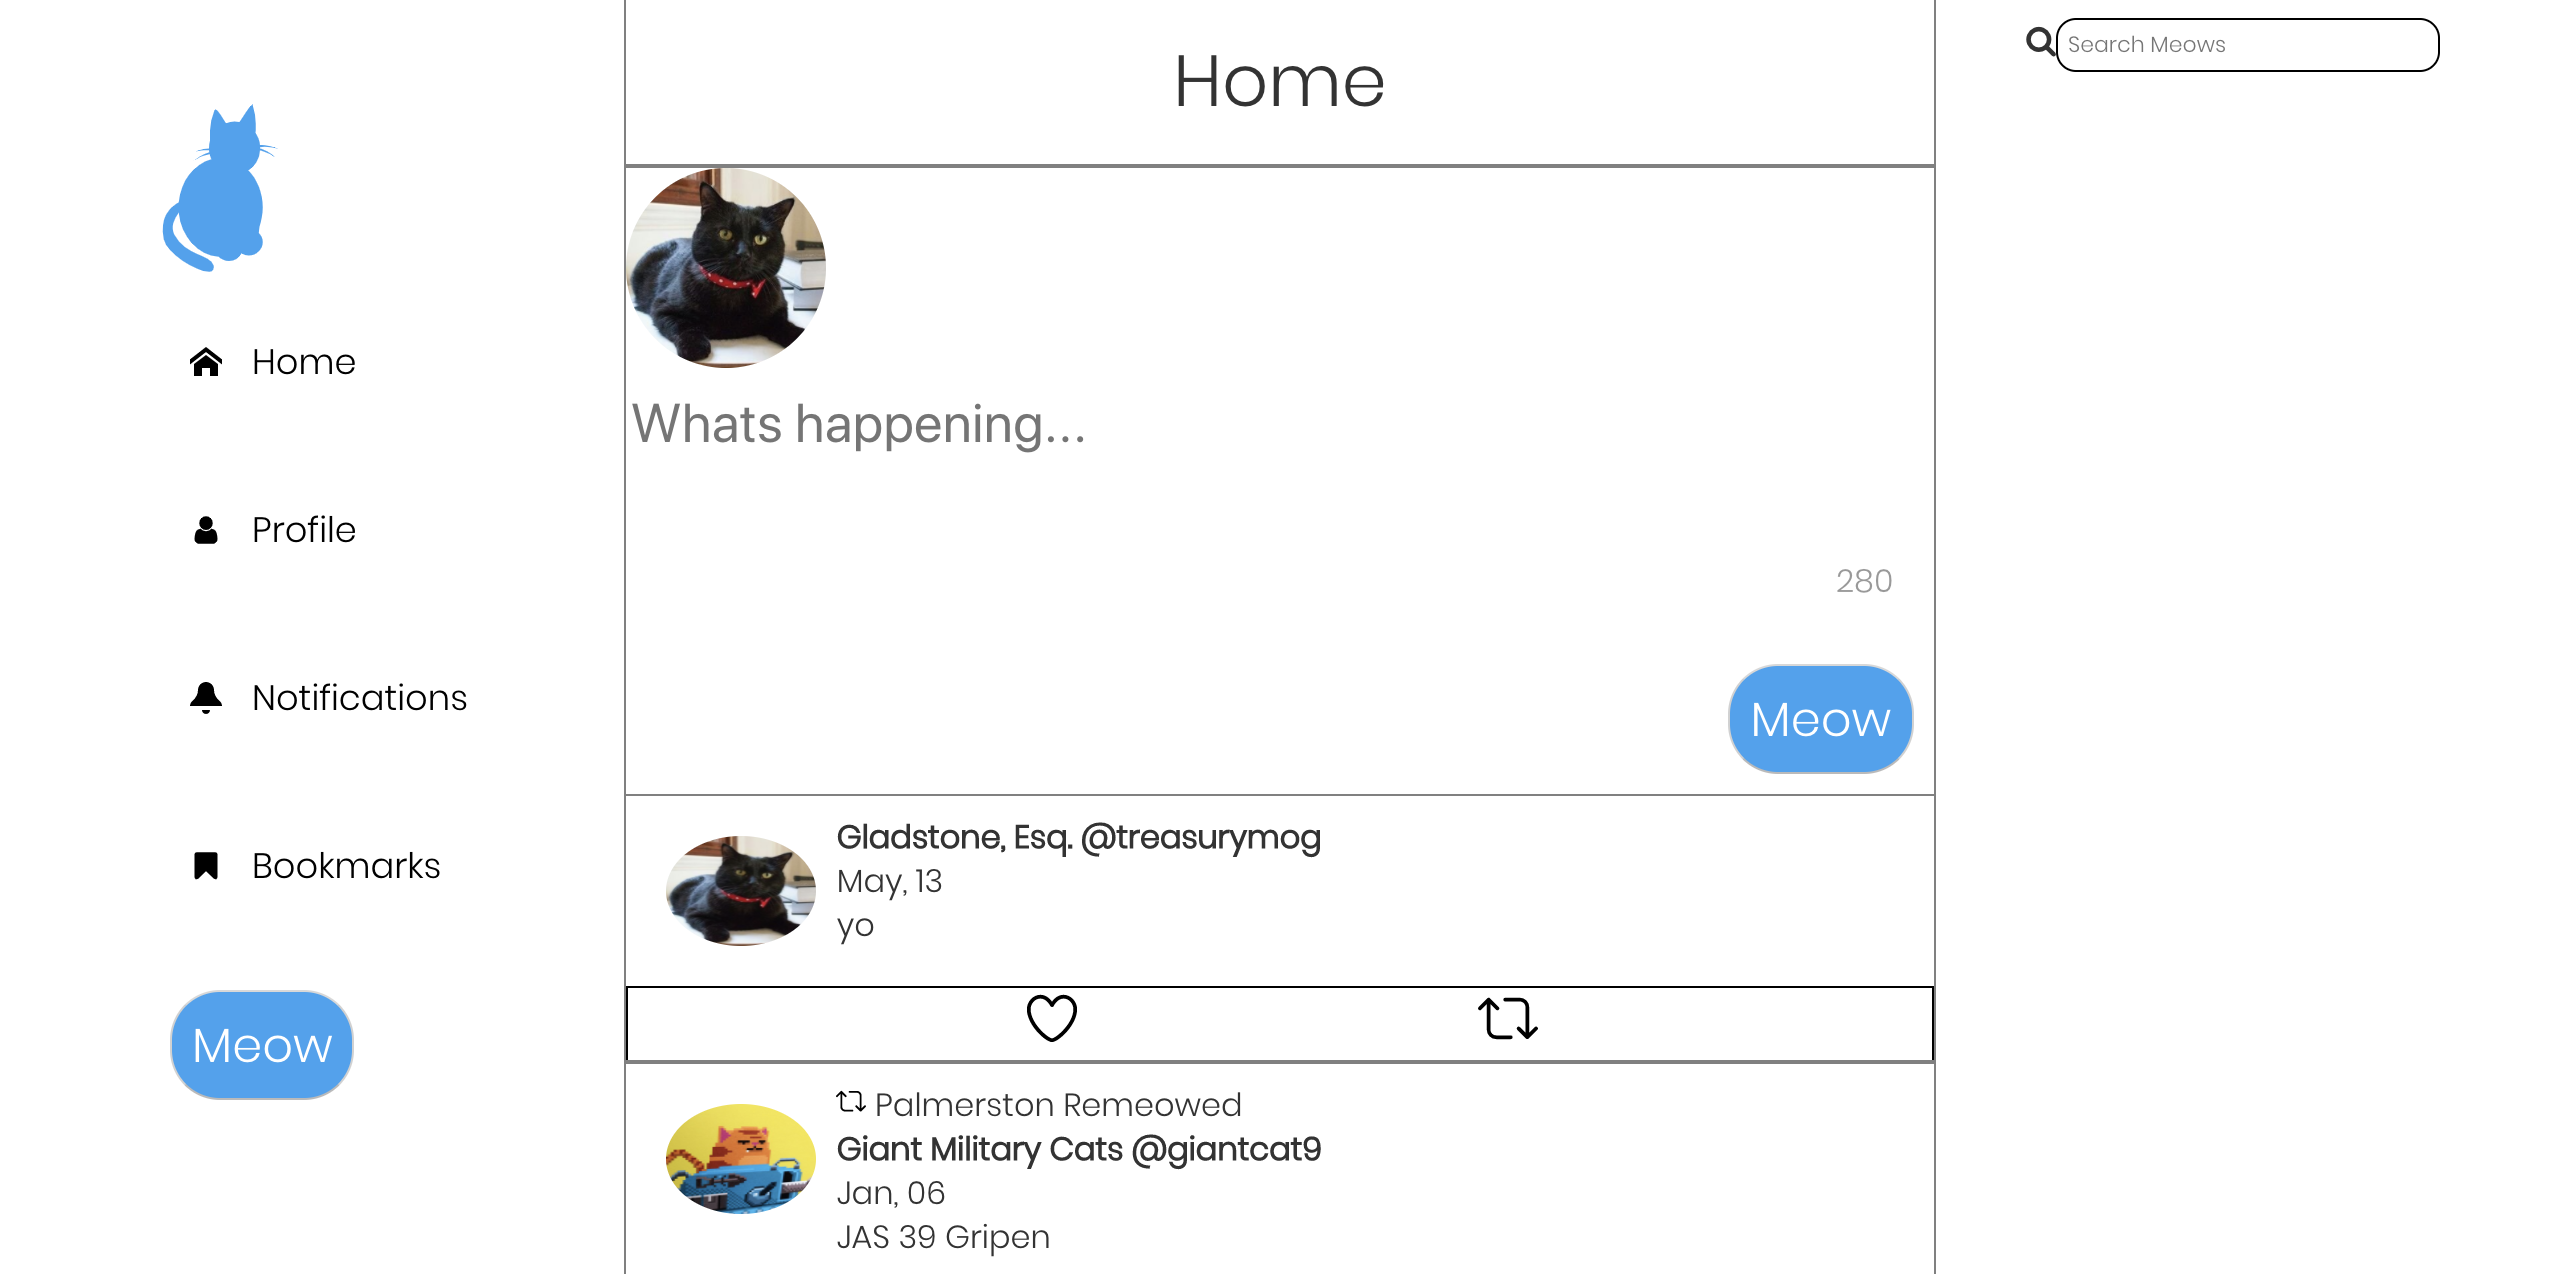 Home
Profile
Notifications
Bookmarks
Meow
Home
Whats happening...
280
Meow
Gladstone, Esq. @treasurymog
May, 13
yo
Palmerston Remeowed
Giant Military Cats @giantcat9
Jan, 06
JAS 39 Gripen
Search Meows